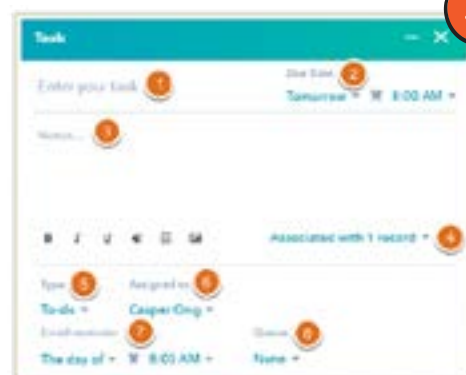 Task
Enter your task 1
Due Date 2
Tomorrow 8:00 AM
Notes... 3
B I U
Associated with 1 record 4
Type 5 Assigned to 6
To-do Casper Ong
Email reminder 7 Queue 8
The day of 8:00 AM None